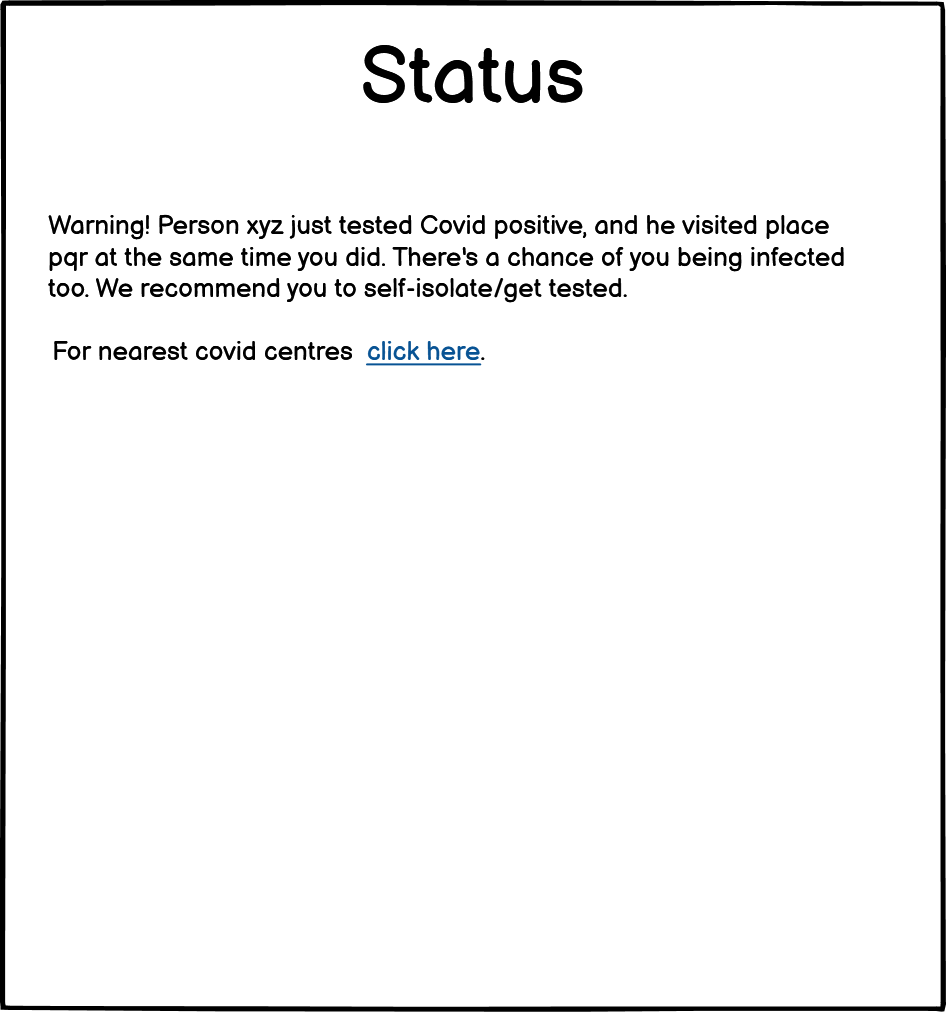 Status
Warning! Person xyz just tested Covid positive, and he visited place
pqr at the same time you did. There's a chance of you being infected
too. We recommend you to self-isolate/get tested.
For nearest covid centres click here.